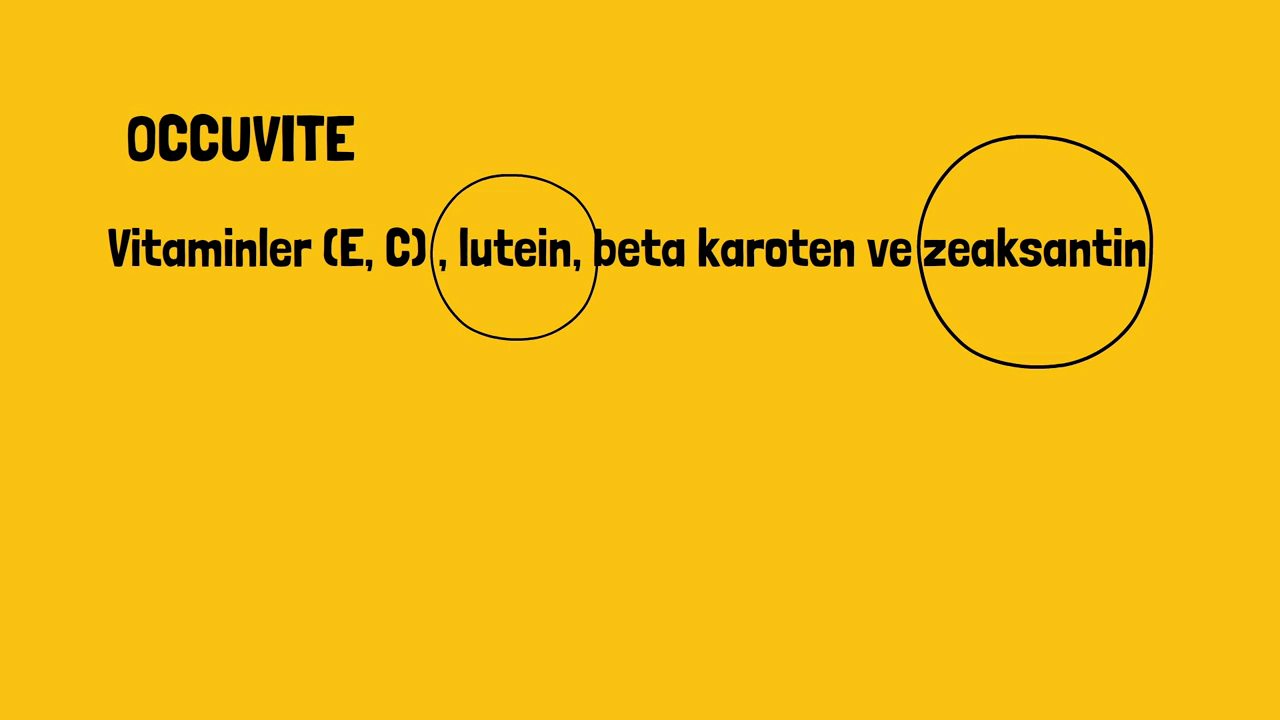 OCCUVITE
Vitaminler (E, C) , lutein, beta karoten ve zeaksantin